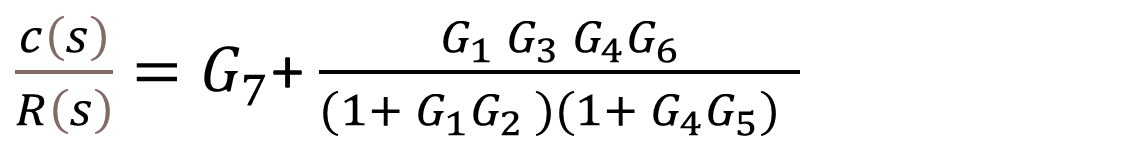 c(s)/R(s) = G₇+ G₁ G₃ G₄G₆/((1+ G₁G₂ )(1+ G₄G₅))